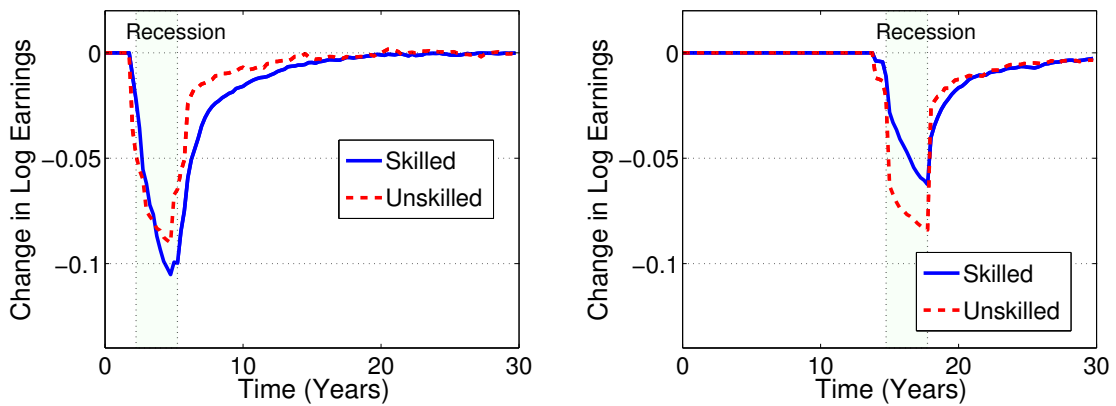 Recession
0
−0.05
−0.1
Change in Log Earnings
Skilled
Unskilled
0
10
20
30
Time (Years)
Recession
0
−0.05
−0.1
Change in Log Earnings
Skilled
Unskilled
0
10
20
30
Time (Years)